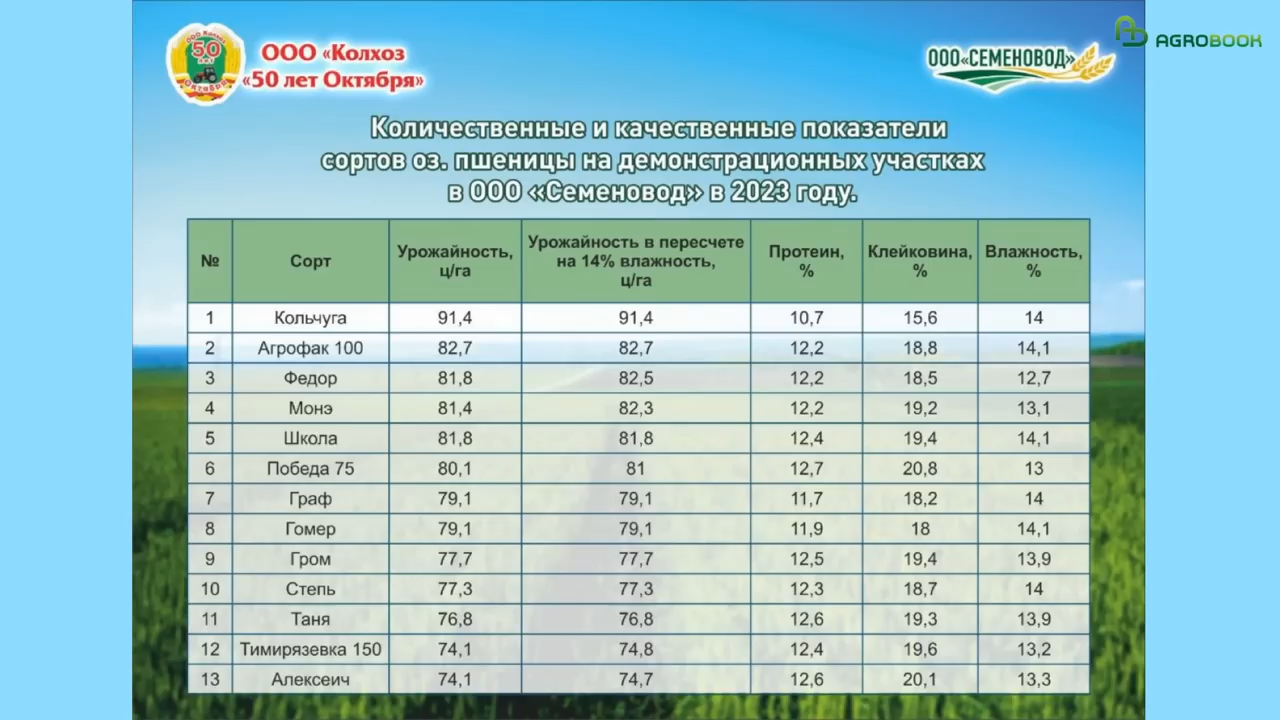 ООО Колхоз
50
лет
Октября
ООО «Колхоз
«50 лет Октября»
ООО«СЕМЕНОВОД»
AGROBOOK
Количественные и качественные показатели
сортов оз. пшеницы на демонстрационных участках
в ООО «Семеновод» в 2023 году.
№ Сорт Урожайность, ц/га Урожайность в пересчете на 14% влажность, ц/га Протеин, % Клейковина, % Влажность, %
1 Кольчуга 91,4 91,4 10,7 15,6 14
2 Агрофак 100 82,7 82,7 12,2 18,8 14,1
3 Федор 81,8 82,5 12,2 18,5 12,7
4 Монэ 81,4 82,3 12,2 19,2 13,1
5 Школа 81,8 81,8 12,4 19,4 14,1
6 Победа 75 80,1 81 12,7 20,8 13
7 Граф 79,1 79,1 11,7 18,2 14
8 Гомер 79,1 79,1 11,9 18 14,1
9 Гром 77,7 77,7 12,5 19,4 13,9
10 Степь 77,3 77,3 12,3 18,7 14
11 Таня 76,8 76,8 12,6 19,3 13,9
12 Тимирязевка 150 74,1 74,8 12,4 19,6 13,2
13 Алексеич 74,1 74,7 12,6 20,1 13,3